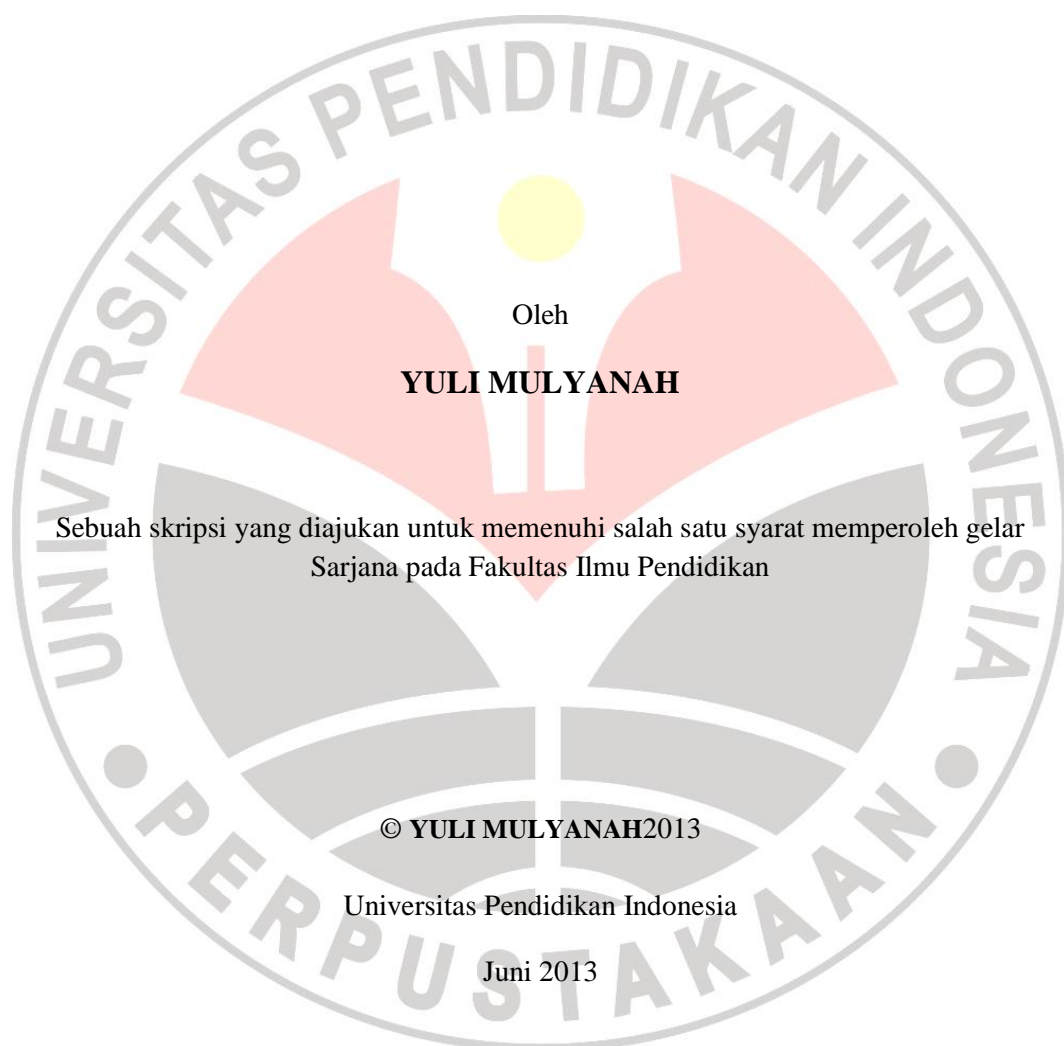 UNIVERSITAS PENDIDIKAN INDONESIA
Oleh
YULI MULYANAH
Sebuah skripsi yang diajukan untuk memenuhi salah satu syarat memperoleh gelar
Sarjana pada Fakultas Ilmu Pendidikan
© YULI MULYANAH2013
Universitas Pendidikan Indonesia
Juni 2013
PERPUSTAKAAN